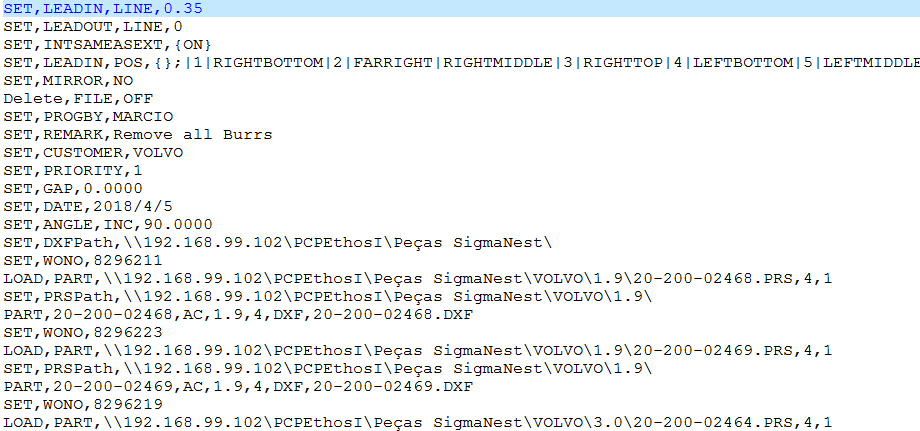 SET,LEADIN,LINE,0.35
SET,LEADOUT,LINE,0
SET,INTSAMEASEXT,{ON}
SET,LEADIN,POS,{};|1|RIGHTBOTTOM|2|FARRIGHT|RIGHTMIDDLE|3|RIGHTTOP|4|LEFTBOTTOM|5|LEFTMIDDLE
SET,MIRROR,NO
Delete,FILE,OFF
SET,PROGBY,MARCIO
SET,REMARK,Remove all Burrs
SET,CUSTOMER,VOLVO
SET,PRIORITY,1
SET,GAP,0.0000
SET,DATE,2018/4/5
SET,ANGLE,INC,90.0000
SET,DXFPath,\\192.168.99.102\PCPEthosI\Peças SigmaNest\
SET,WONO,8296211
LOAD,PART,\\192.168.99.102\PCPEthosI\Peças SigmaNest\VOLVO\1.9\20-200-02468.PRS,4,1
SET,PRSPath,\\192.168.99.102\PCPEthosI\Peças SigmaNest\VOLVO\1.9\
PART,20-200-02468,AC,1.9,4,DXF,20-200-02468.DXF
SET,WONO,8296223
LOAD,PART,\\192.168.99.102\PCPEthosI\Peças SigmaNest\VOLVO\1.9\20-200-02469.PRS,4,1
SET,PRSPath,\\192.168.99.102\PCPEthosI\Peças SigmaNest\VOLVO\1.9\
PART,20-200-02469,AC,1.9,4,DXF,20-200-02469.DXF
SET,WONO,8296219
LOAD,PART,\\192.168.99.102\PCPEthosI\Peças SigmaNest\VOLVO\3.0\20-200-02464.PRS,4,1